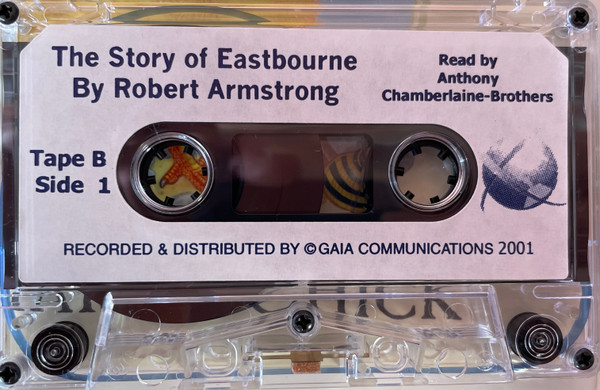 The Story of Eastbourne
By Robert Armstrong
Read by
Anthony
Chamberlaine-Brothers
Tape B
Side 1
RECORDED & DISTRIBUTED BY © GAIA COMMUNICATIONS 2001
CHICK